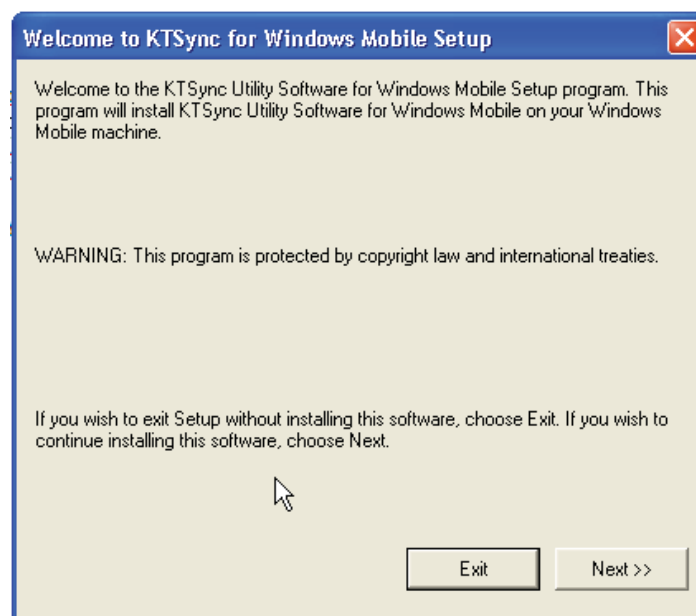 Welcome to KTSync for Windows Mobile Setup
Welcome to the KTSync Utility Software for Windows Mobile Setup program. This
program will install KTSync Utility Software for Windows Mobile on your Windows
Mobile machine.
WARNING: This program is protected by copyright law and international treaties.
If you wish to exit Setup without installing this software, choose Exit. If you wish to
continue installing this software, choose Next.
Exit
Next >>